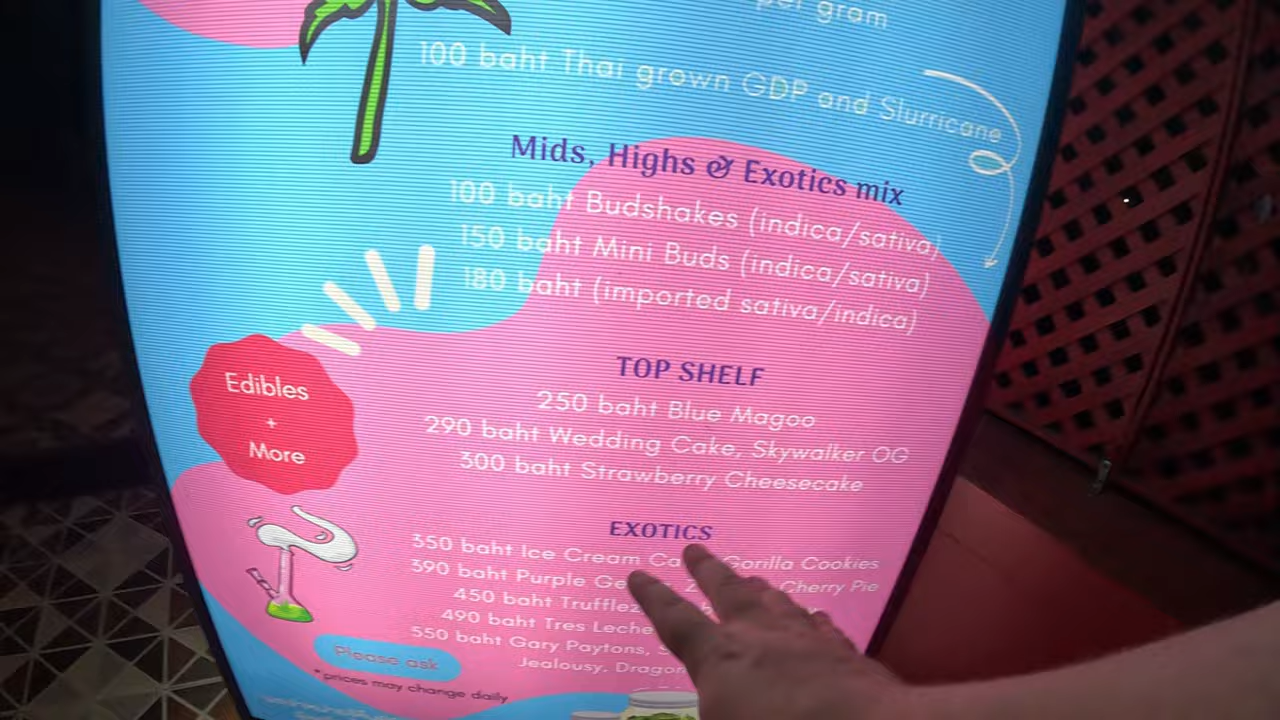 per gram
100 baht Thai grown GDP and Slurricane
Mids, Highs & Exotics mix
100 baht Budshakes (indica/sativa)
150 baht Mini Buds (indica/sativa)
180 baht (imported sativa/indica)
TOP SHELF
250 baht Blue Magoo
290 baht Wedding Cake, Skywalker OG
300 baht Strawberry Cheesecake
Edibles
+
More
EXOTICS
350 baht Ice Cream Ca Gorilla Cookies
390 baht Purple Ge Z Cherry Pie
450 baht Trufflez
490 baht Tres Leche
550 baht Gary Paytons, S
Jealousy, Dragon
Please ask
*prices may change daily